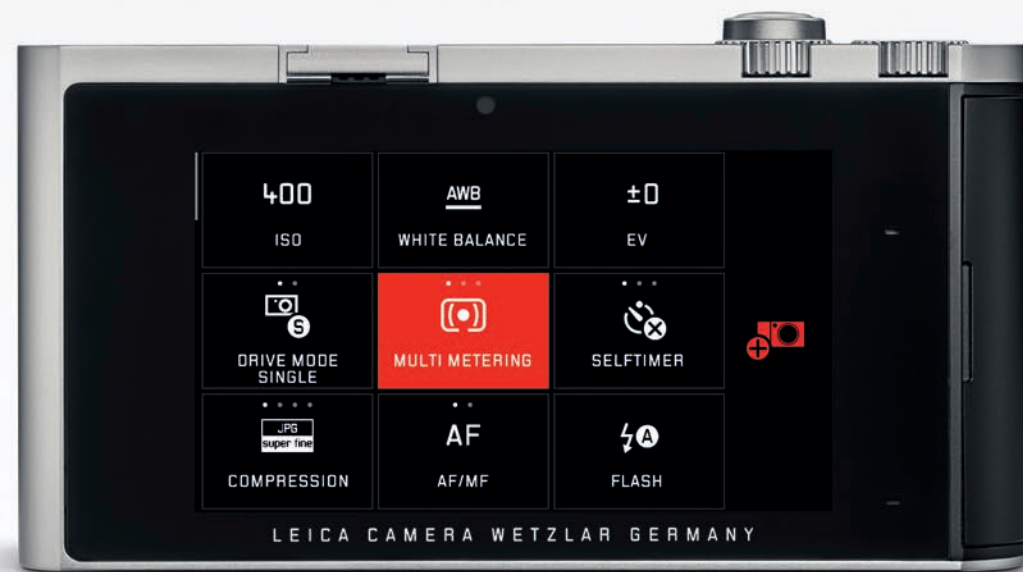 400
AWB
±0
ISO
WHITE BALANCE
EV
S
DRIVE MODE
SINGLE
MULTI METERING
SELFTIMER
JPG
super fine
AF
A
COMPRESSION
AF/MF
FLASH
LEICA CAMERA WETZLAR GERMANY